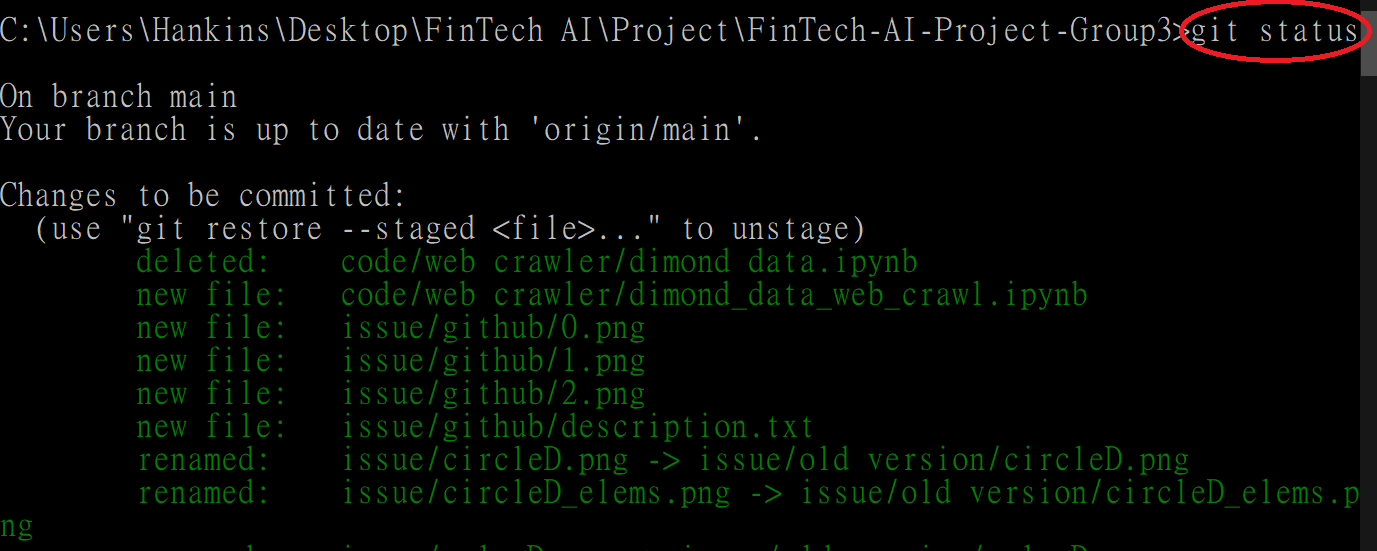 C:\Users\Hankins\Desktop\FinTech AI\Project\FinTech-AI-Project-Group3>git status
On branch main
Your branch is up to date with 'origin/main'.
Changes to be committed:
(use "git restore --staged <file>..." to unstage)
deleted: code/web crawler/dimond data.ipynb
new file: code/web crawler/dimond_data_web_crawl.ipynb
new file: issue/github/0.png
new file: issue/github/1.png
new file: issue/github/2.png
new file: issue/github/description.txt
renamed: issue/circleD.png -> issue/old version/circleD.png
renamed: issue/circleD_elems.png -> issue/old version/circleD_elems.p
ng